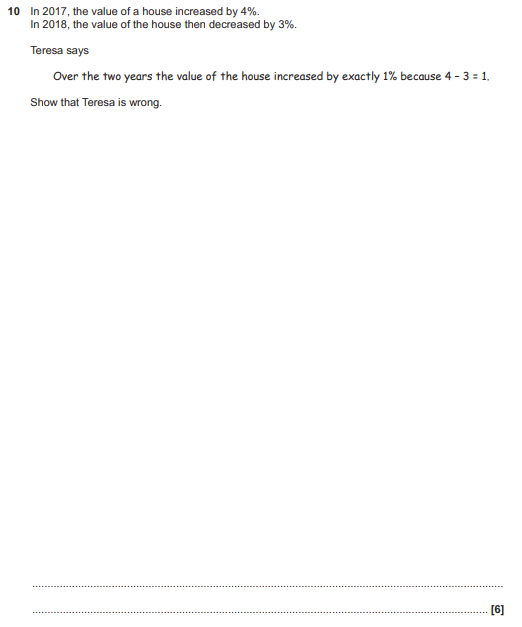 10 In 2017, the value of a house increased by 4%.
In 2018, the value of the house then decreased by 3%.
Teresa says
Over the two years the value of the house increased by exactly 1% because 4 – 3 = 1.
Show that Teresa is wrong.
[6]